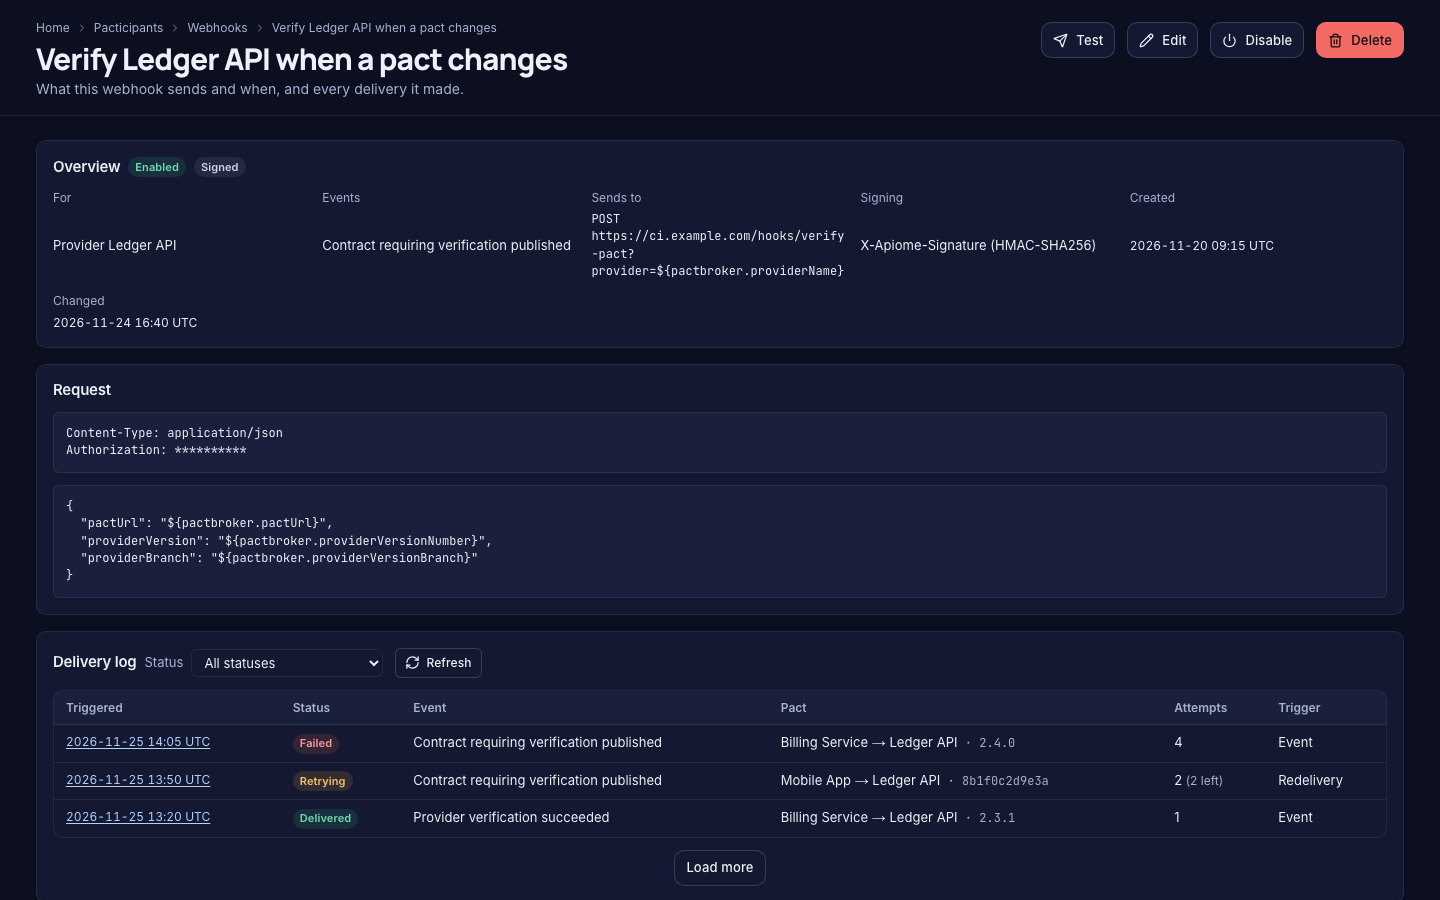 Home > Pacticipants > Webhooks > Verify Ledger API when a pact changes
Verify Ledger API when a pact changes
What this webhook sends and when, and every delivery it made.
Test Edit Disable Delete
Overview Enabled Signed
For Events Sends to Signing Created
Provider Ledger API Contract requiring verification published
POST
https://ci.example.com/hooks/verify
-pact?
provider=${pactbroker.providerName}
X-Apiome-Signature (HMAC-SHA256) 2026-11-20 09:15 UTC
Changed
2026-11-24 16:40 UTC
Request
Content-Type: application/json
Authorization: **********
{
  "pactUrl": "${pactbroker.pactUrl}",
  "providerVersion": "${pactbroker.providerVersionNumber}",
  "providerBranch": "${pactbroker.providerVersionBranch}"
}
Delivery log Status All statuses Refresh
Triggered Status Event Pact Attempts Trigger
2026-11-25 14:05 UTC Failed Contract requiring verification published Billing Service → Ledger API · 2.4.0 4 Event
2026-11-25 13:50 UTC Retrying Contract requiring verification published Mobile App → Ledger API · 8b1f0c2d9e3a 2 (2 left) Redelivery
2026-11-25 13:20 UTC Delivered Provider verification succeeded Billing Service → Ledger API · 2.3.1 1 Event
Load more